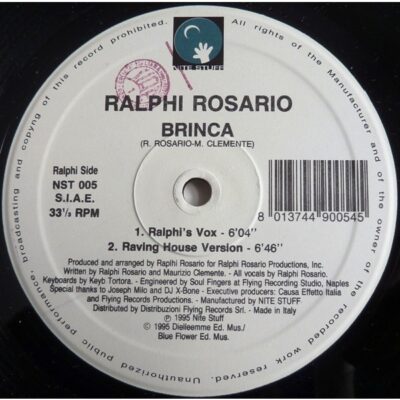 broadcasting and copying of this record prohibited. All rights of the Manufacturer and of the owner of the recorded work reserved. Unauthorized public performance,
NITE STUFF
RALPHI ROSARIO
BRINCA
(R. ROSARIO-M. CLEMENTE)
Ralphi Side
NST 005
S.I.A.E.
33⅓ RPM
8 013744 900545
1. Ralphi's Vox - 6'04"
2. Raving House Version - 6'46"
Produced and arranged by Raplhi Rosario for Ralphi Rosario Productions, Inc.
Written by Ralphi Rosario and Maurizio Clemente. - All vocals by Ralphi Rosario.
Keyboards by Keyb Tortora. - Engineered by Soul Fingers at Flying Recording Studio, Naples
Special thanks to Joseph Milo and DJ X-Bone - Executive producers: Causa Effetto Italia
and Flying Records Productions. - Manufactured by NITE STUFF
Distributed by Distribuzioni Flying Records Srl. - Made in Italy
℗ 1995 Nite Stuff
© 1995 Dielleemme Ed. Mus./
Blue Flower Ed. Mus.